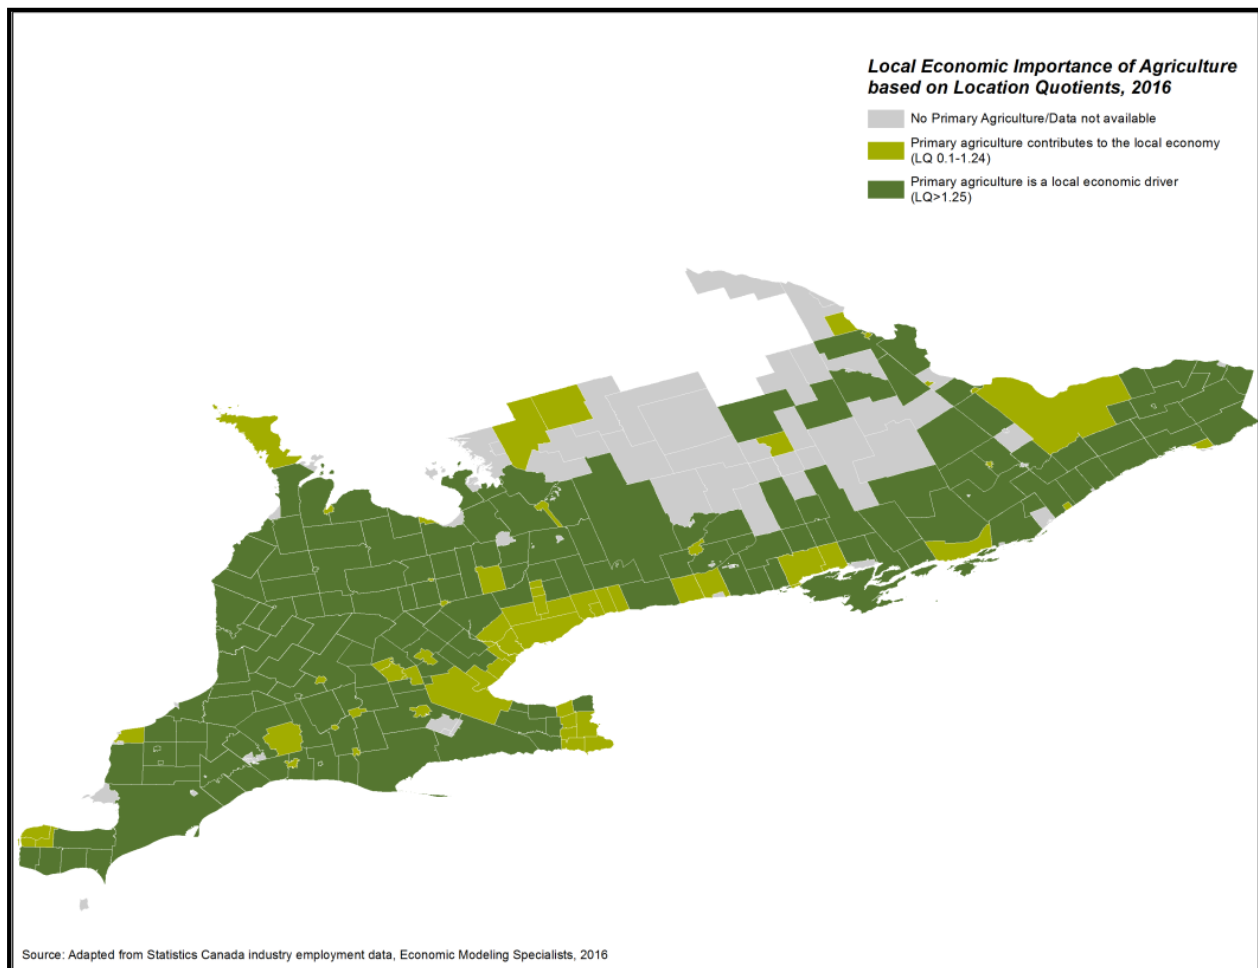 Local Economic Importance of Agriculture
based on Location Quotients, 2016
No Primary Agriculture/Data not available
Primary agriculture contributes to the local economy
(LQ 0.1-1.24)
Primary agriculture is a local economic driver
(LQ>1.25)
Source: Adapted from Statistics Canada industry employment data, Economic Modeling Specialists, 2016